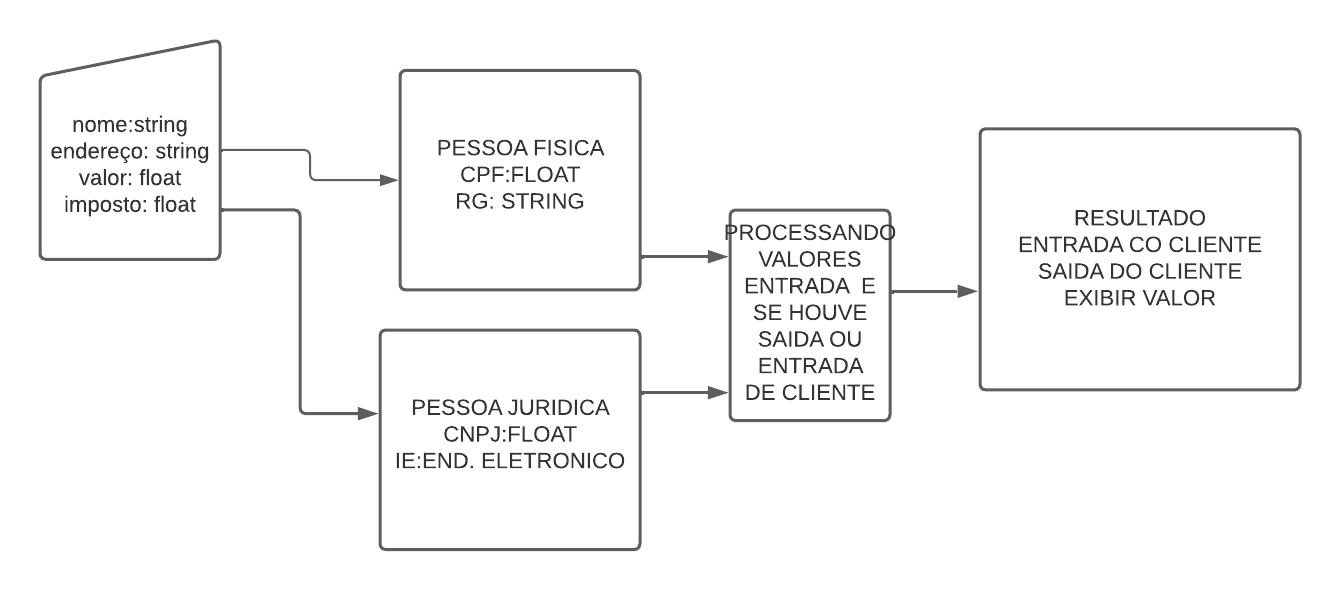 nome:string
endereço: string
valor: float
imposto: float
PESSOA FISICA
CPF:FLOAT
RG: STRING
PESSOA JURIDICA
CNPJ:FLOAT
IE:END. ELETRONICO
PROCESSANDO
VALORES
ENTRADA E
SE HOUVE
SAIDA OU
ENTRADA
DE CLIENTE
RESULTADO
ENTRADA CO CLIENTE
SAIDA DO CLIENTE
EXIBIR VALOR